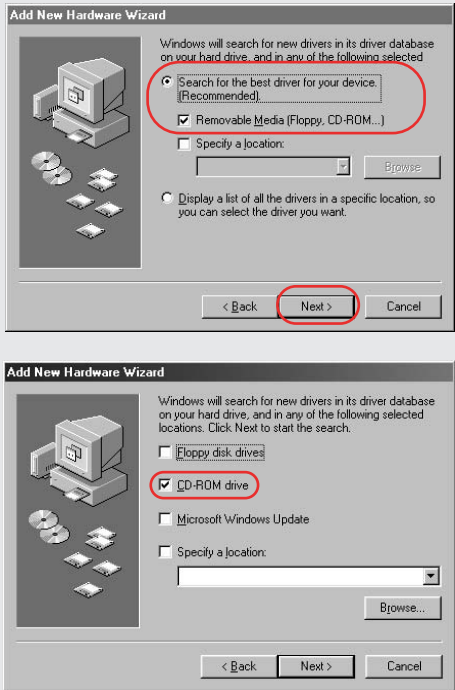 Add New Hardware Wizard
Windows will search for new drivers in its driver database
on your hard drive, and in any of the following selected
Search for the best driver for your device.
(Recommended).
Removable Media (Floppy, CD-ROM...)
Specify a location:
Browse
Display a list of all the drivers in a specific location, so
you can select the driver you want.
< Back Next > Cancel
Add New Hardware Wizard
Windows will search for new drivers in its driver database
on your hard drive, and in any of the following selected
locations. Click Next to start the search.
Floppy disk drives
CD-ROM drive
Microsoft Windows Update
Specify a location:
Browse...
< Back Next > Cancel